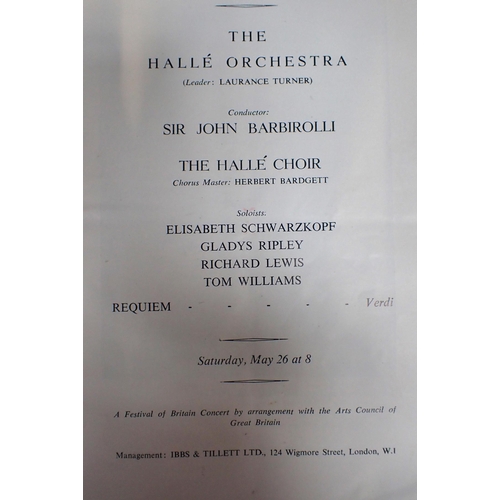 THE
HALLÉ ORCHESTRA
(Leader: LAURANCE TURNER)
Conductor:
SIR JOHN BARBIROLLI
THE HALLÉ CHOIR
Chorus Master: HERBERT BARDGETT
Soloists:
ELISABETH SCHWARZKOPF
GLADYS RIPLEY
RICHARD LEWIS
TOM WILLIAMS
REQUIEM - - - - - Verdi
Saturday, May 26 at 8
A Festival of Britain Concert by arrangement with the Arts Council of
Great Britain
Management: IBBS & TILLETT LTD., 124 Wigmore Street, London, W.1